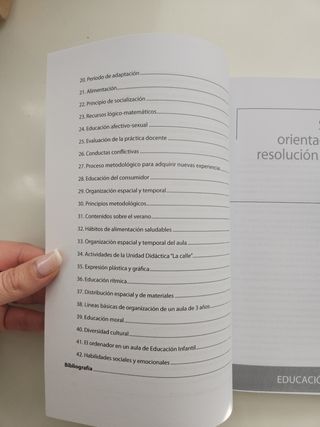 20. Período de adaptación
21. Alimentación
22. Principio de socialización
23. Recursos lógico-matemáticos
24. Educación afectivo-sexual
25. Evaluación de la práctica docente
26. Conductas conflictivas
27. Proceso metodológico para adquirir nuevas experiencias
28. Educación del consumidor
29. Organización espacial y temporal
30. Principios metodológicos
31. Contenidos sobre el verano
32. Hábitos de alimentación saludables
33. Organización espacial y temporal del aula
34. Actividades de la Unidad Didáctica "La calle"
35. Expresión plástica y gráfica
36. Educación rítmica
37. Distribución espacial y de materiales
38. Líneas básicas de organización de un aula de 3 años
39. Educación moral
40. Diversidad cultural
41. El ordenador en un aula de Educación Infantil
42. Habilidades sociales y emocionales
Bibliografía
orienta
resolución
EDUCACIÓ